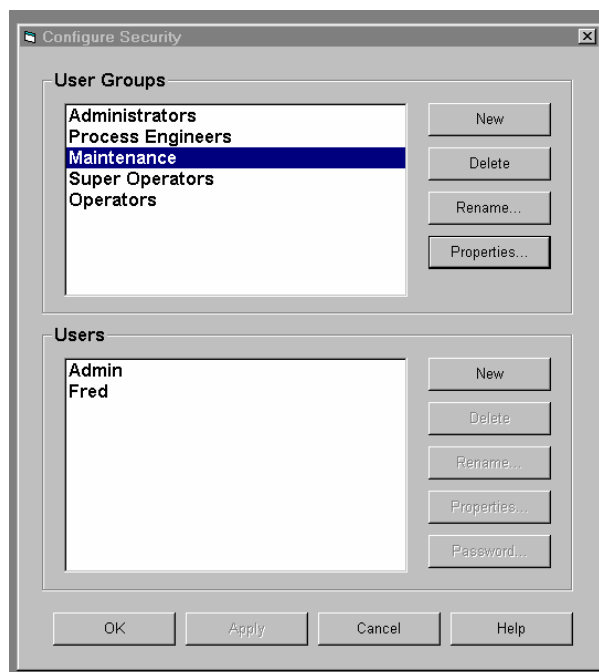 Configure Security
User Groups
Administrators
Process Engineers
Maintenance
Super Operators
Operators
New
Delete
Rename...
Properties...
Users
Admin
Fred
New
Delete
Rename...
Properties...
Password...
OK
Apply
Cancel
Help